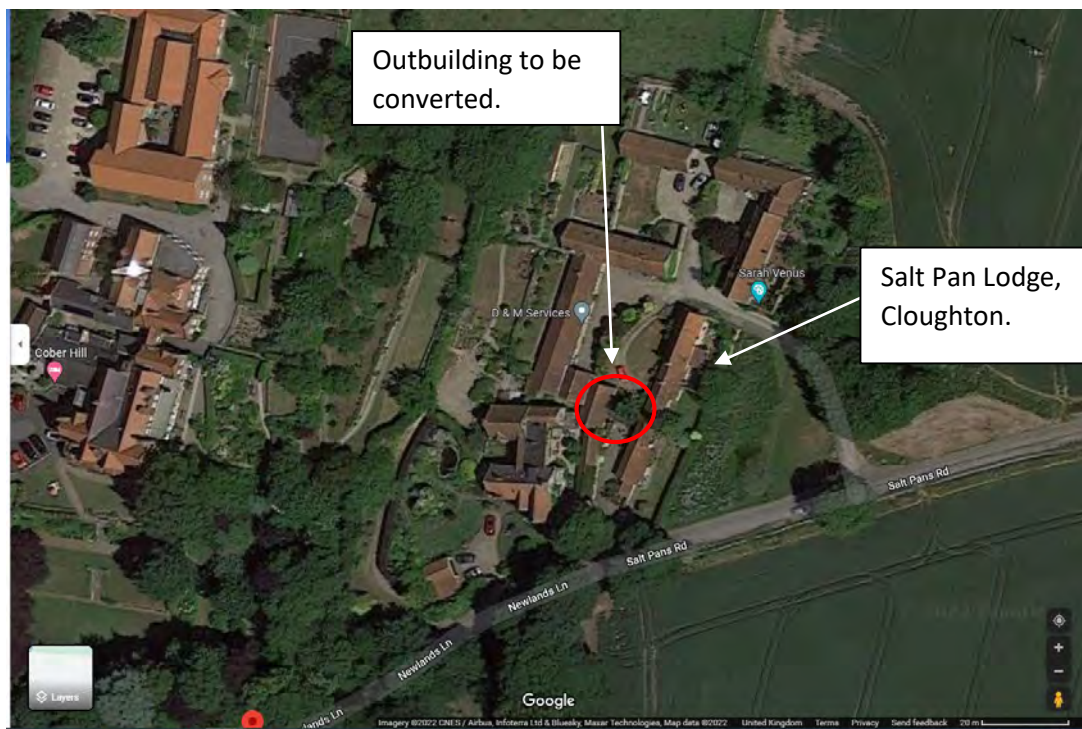 Outbuilding to be
converted.
Sarah Venus
Salt Pan Lodge,
Cloughton.
D & M Services
Cober Hill
Salt Pans Rd
Salt Pans Rd
Newlands Ln
Newlands Ln
Newlands Ln
Layers
Google
Imagery ©2022 CNES / Airbus, Infoterra Ltd & Bluesky, Maxar Technologies, Map data ©2022 United Kingdom Terms Privacy Send feedback 20 m